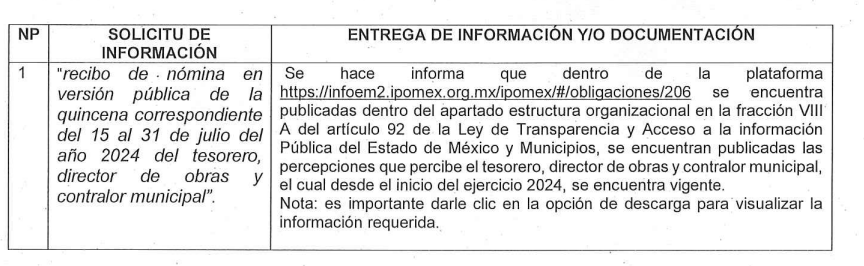 NP
SOLICITU DE
INFORMACIÓN
ENTREGA DE INFORMACIÓN Y/O DOCUMENTACIÓN
1
"recibo de nómina en
versión pública de la
quincena correspondiente
del 15 al 31 de julio del
año 2024 del tesorero,
director de obras y
contralor municipal".
Se hace informa que dentro de la plataforma
https://infoem2.ipomex.org.mx/ipomex/#/obligaciones/206 se encuentra
publicadas dentro del apartado estructura organizacional en la fracción VIII
A del artículo 92 de la Ley de Transparencia y Acceso a la información
Pública del Estado de México y Municipios, se encuentran publicadas las
percepciones que percibe el tesorero, director de obras y contralor municipal,
el cual desde el inicio del ejercicio 2024, se encuentra vigente.
Nota: es importante darle clic en la opción de descarga para visualizar la
información requerida.